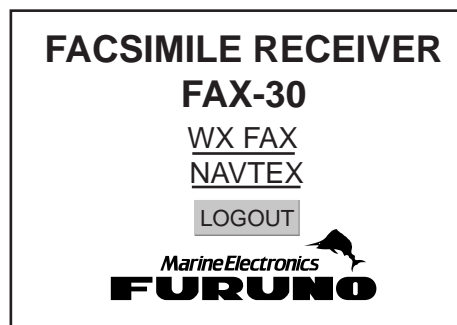 FACSIMILE RECEIVER
FAX-30
WX FAX
NAVTEX
LOGOUT
Marine Electronics
FURUNO